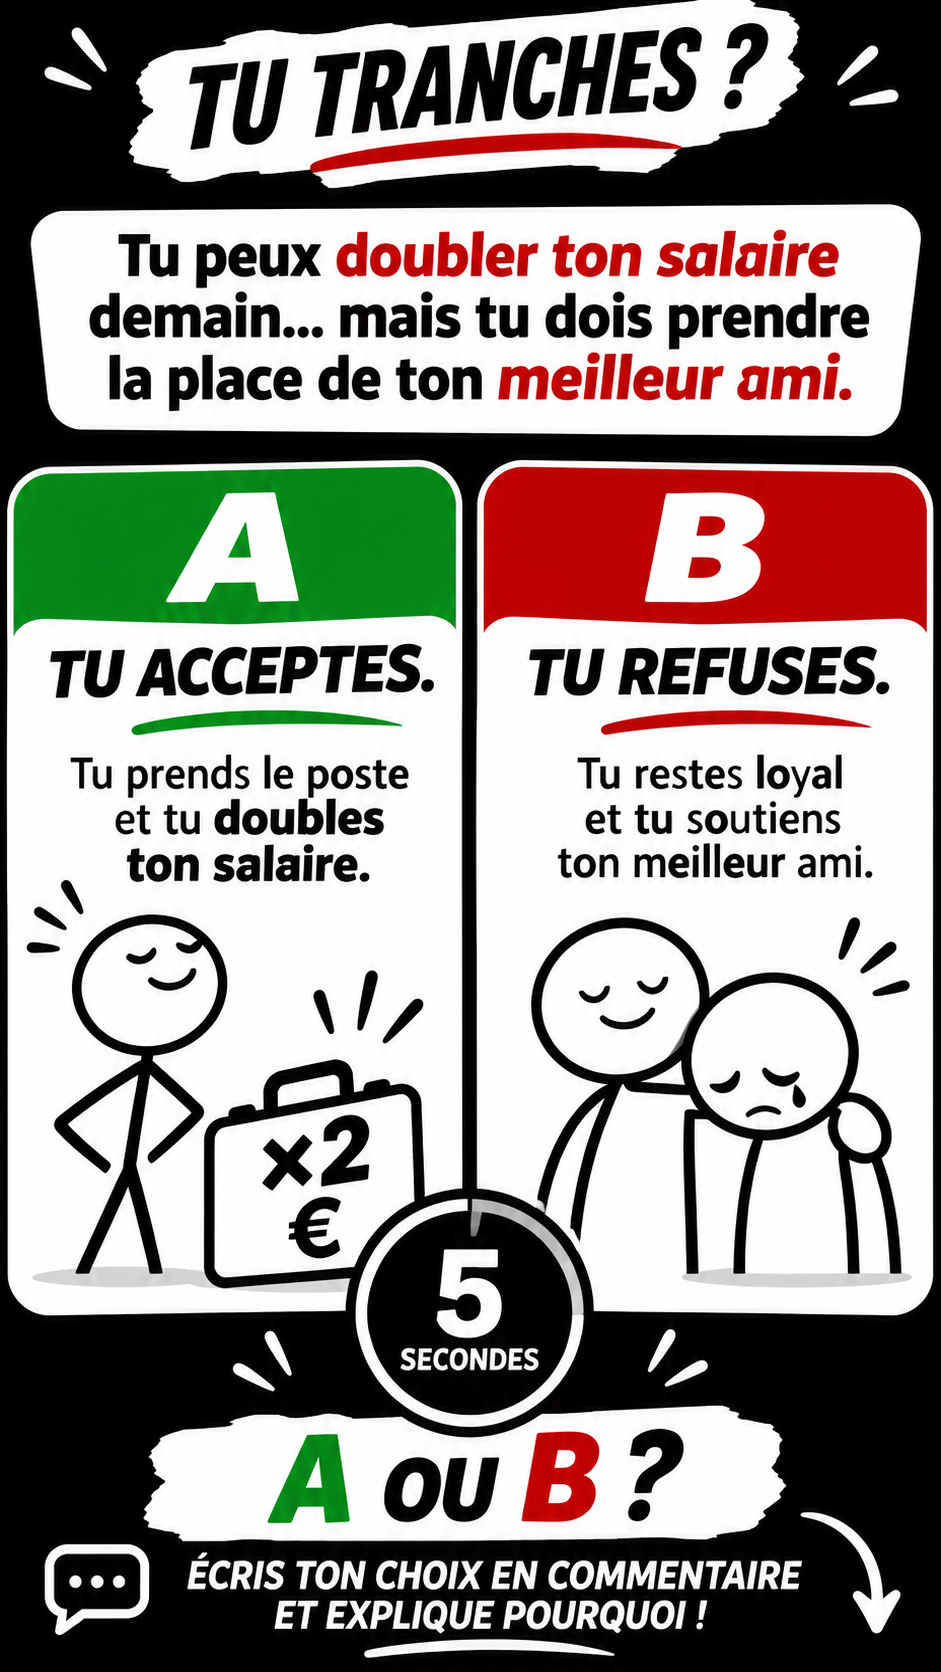 TU TRANCHES ?
Tu peux doubler ton salaire
demain... mais tu dois prendre
la place de ton meilleur ami.
A
TU ACCEPTES.
Tu prends le poste
et tu doubles
ton salaire.
×2
€
B
TU REFUSES.
Tu restes loyal
et tu soutiens
ton meilleur ami.
5
SECONDES
A OU B ?
ÉCRIS TON CHOIX EN COMMENTAIRE
ET EXPLIQUE POURQUOI !